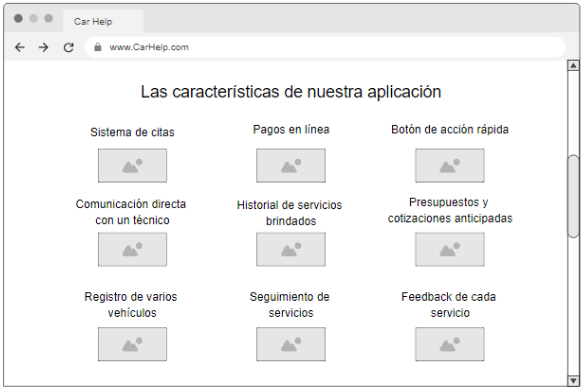 Car Help
www.CarHelp.com
Las características de nuestra aplicación
Sistema de citas
Pagos en línea
Botón de acción rápida
Comunicación directa
con un técnico
Historial de servicios
brindados
Presupuestos y
cotizaciones anticipadas
Registro de varios
vehículos
Seguimiento de
servicios
Feedback de cada
servicio